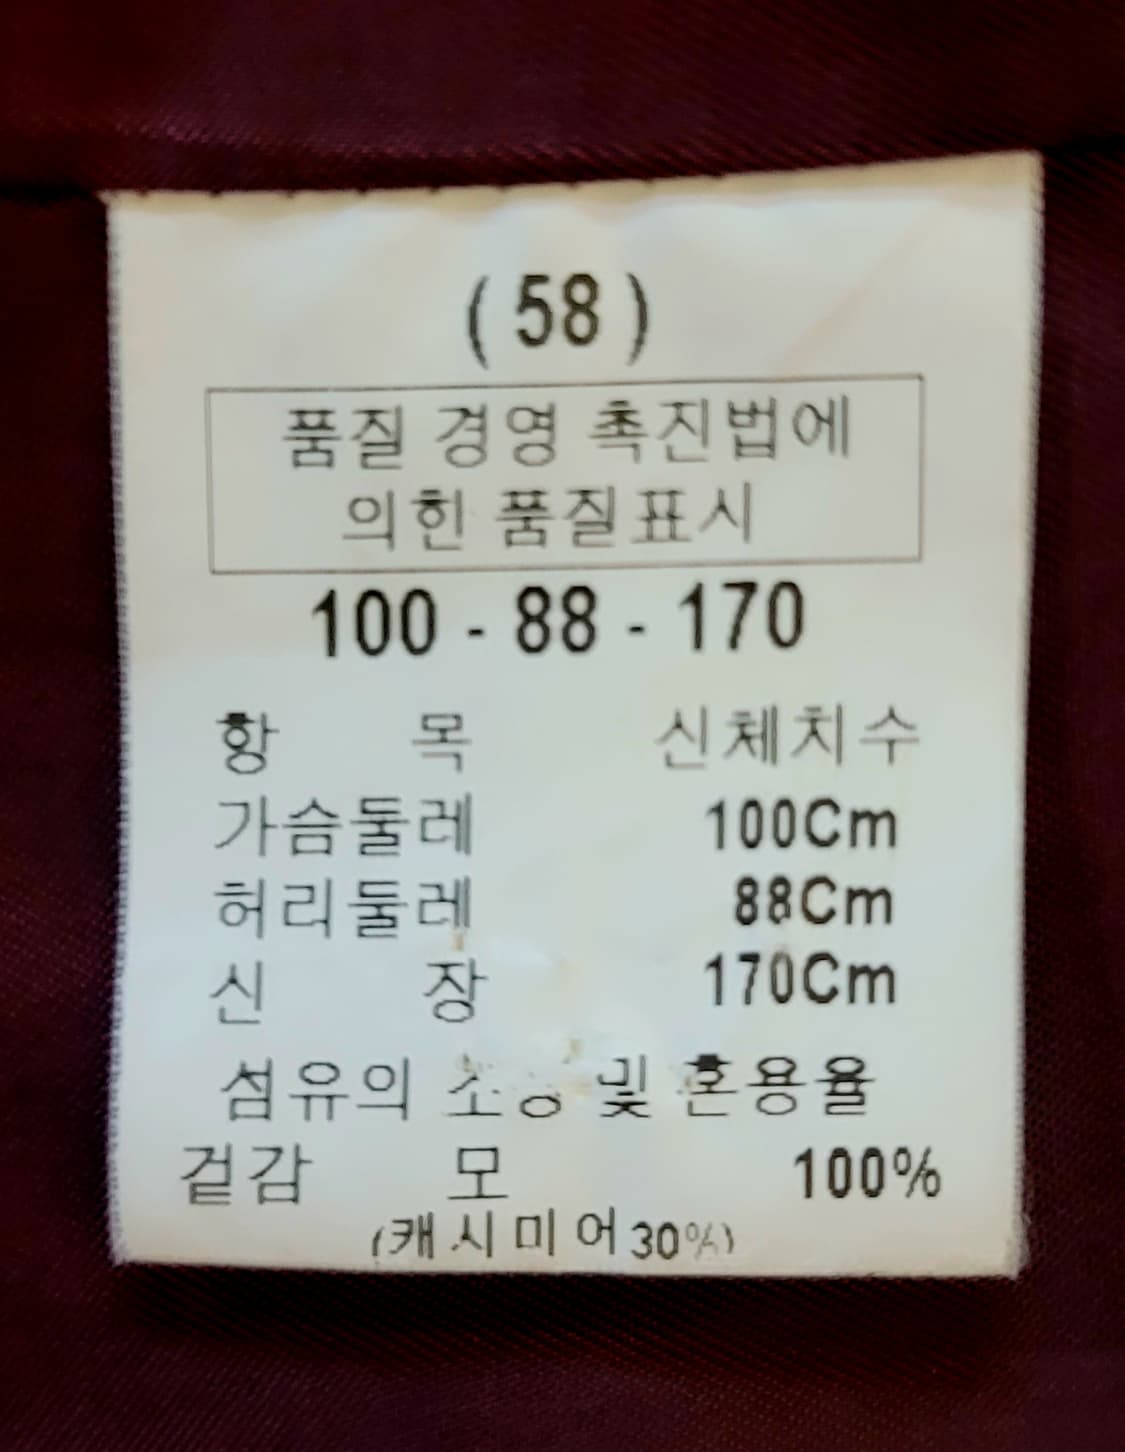 ( 58 )
품질 경영 촉진법에
의한 품질표시
100 - 88 - 170
항 목 신체치수
가슴둘레 100Cm
허리둘레 88Cm
신 장 170Cm
섬유의 및 혼용율
겉감 모 100%
(캐시미어30%)